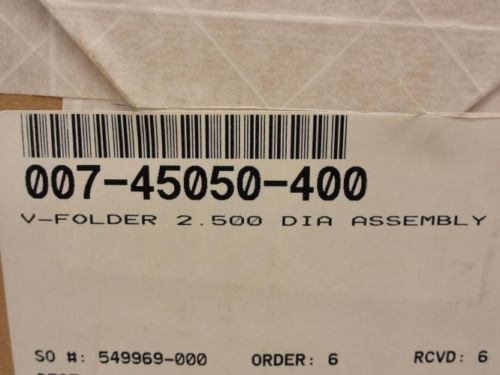 007-45050-400
V-FOLDER 2.500 DIA ASSEMBLY
SO #: 549969-000 ORDER: 6 RCVD: 6